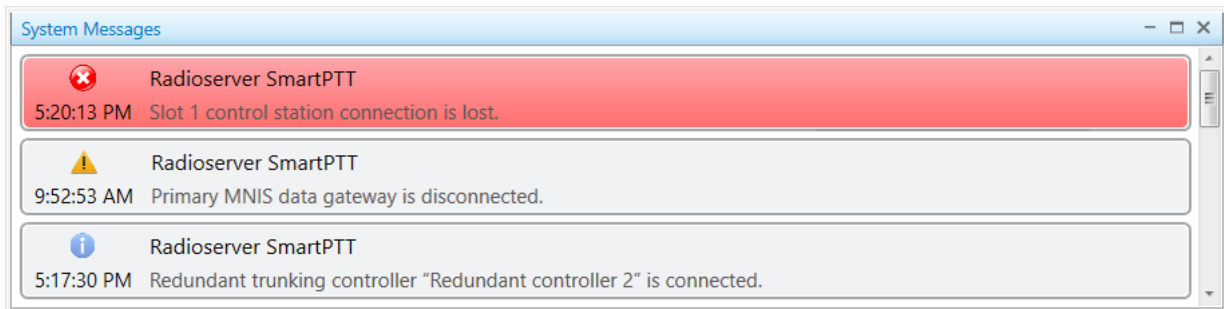 System Messages
Radioserver SmartPTT
5:20:13 PM Slot 1 control station connection is lost.
Radioserver SmartPTT
9:52:53 AM Primary MNIS data gateway is disconnected.
Radioserver SmartPTT
5:17:30 PM Redundant trunking controller “Redundant controller 2” is connected.